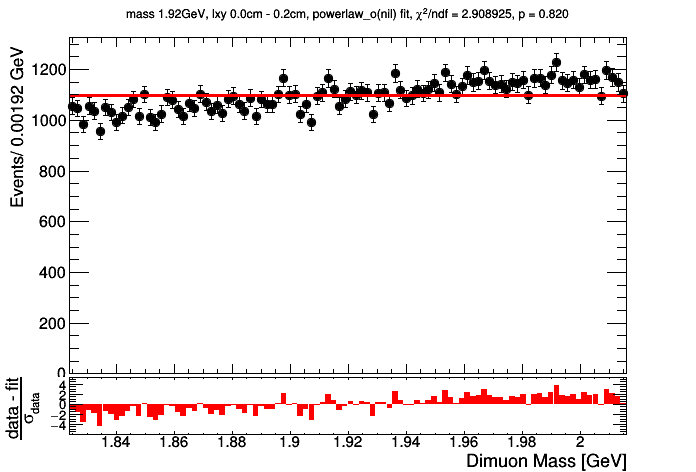 mass 1.92GeV, lxy 0.0cm - 0.2cm, powerlaw_o(nil) fit, χ²/ndf = 2.908925, p = 0.820
Events/ 0.00192 GeV
1200
1000
800
600
400
200
0
data - fit
σdata
4
2
0
−2
−4
1.84 1.86 1.88 1.9 1.92 1.94 1.96 1.98 2
Dimuon Mass [GeV]